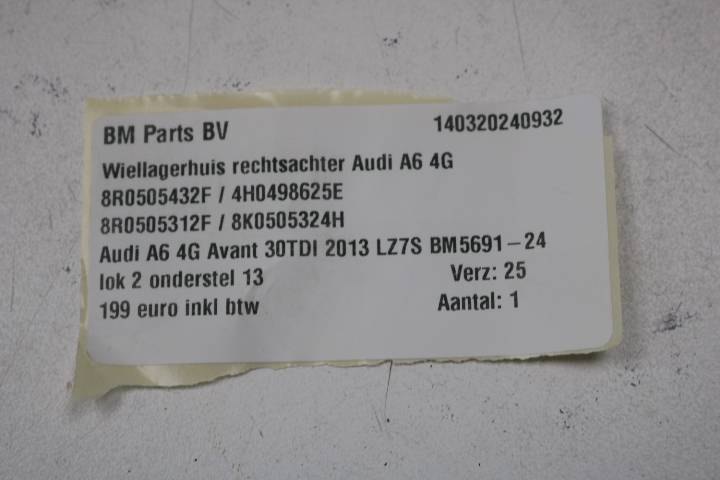 BM Parts BV 140320240932
Wiellagerhuis rechtsachter Audi A6 4G
8R0505432F / 4H0498625E
8R0505312F / 8K0505324H
Audi A6 4G Avant 30TDI 2013 LZ7S BM5691-24
lok 2 onderstel 13 Verz: 25
199 euro inkl btw Aantal: 1